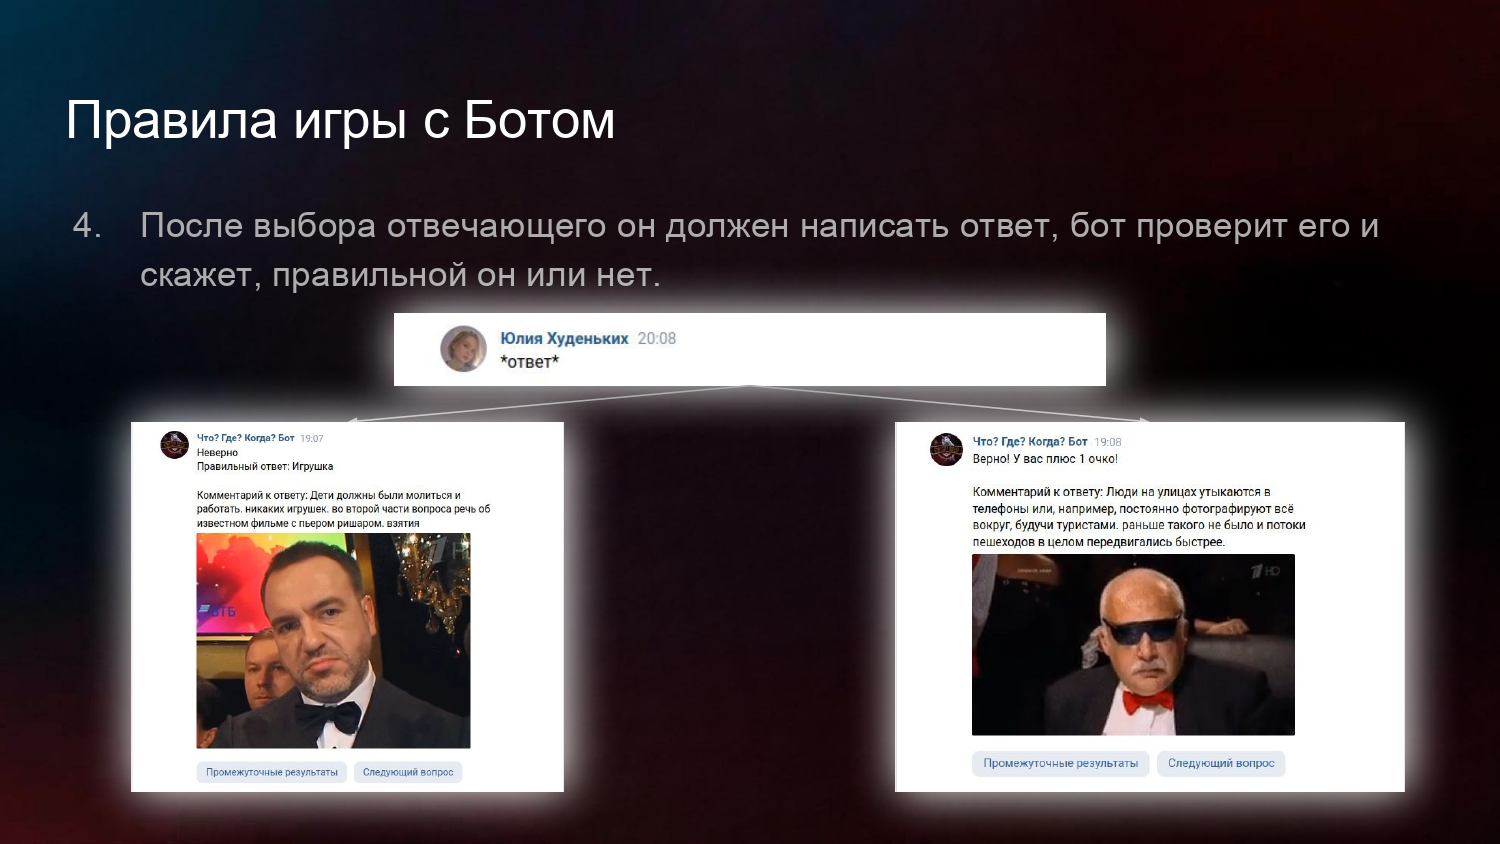 Правила игры с Ботом
4. После выбора отвечающего он должен написать ответ, бот проверит его и
скажет, правильной он или нет.
Юлия Худеньких 20:08
*ответ*
Что? Где? Когда? Бот 19:07
Неверно
Правильный ответ: Игрушка
Комментарий к ответу: Дети должны были молиться и
работать. никаких игрушек. во второй части вопроса речь об
известном фильме с пьером ришаром. взятия
ВТБ
Промежуточные результаты
Следующий вопрос
Что? Где? Когда? Бот 19:08
Верно! У вас плюс 1 очко!
Комментарий к ответу: Люди на улицах утыкаются в
телефоны или, например, постоянно фотографируют всё
вокруг, будучи туристами. раньше такого не было и потоки
пешеходов в целом передвигались быстрее.
HD
Промежуточные результаты
Следующий вопрос